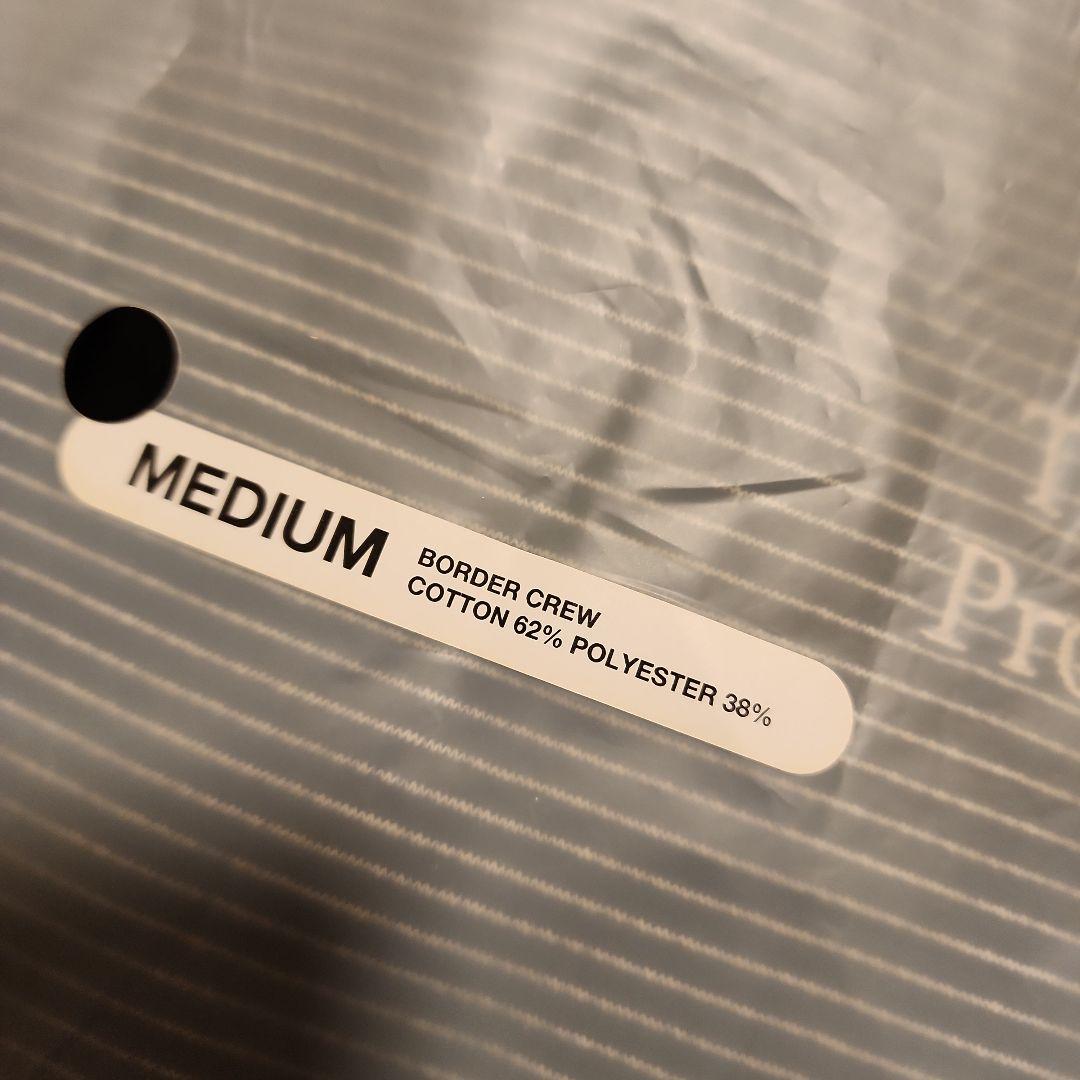 MEDIUM
BORDER CREW
COTTON 62% POLYESTER 38%